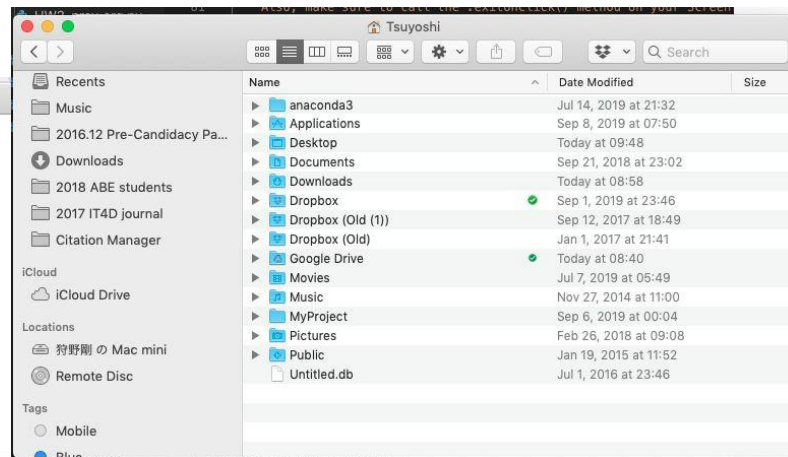 Also, make sure to call the .exitonclick() method on your Screen
Tsuyoshi
Search
Recents
Music
2016.12 Pre-Candidacy Pa...
Downloads
2018 ABE students
2017 IT4D journal
Citation Manager
iCloud
iCloud Drive
Locations
狩野剛 の Mac mini
Remote Disc
Tags
Mobile
Blue
Name Date Modified Size
anaconda3 Jul 14, 2019 at 21:32
Applications Sep 8, 2019 at 07:50
Desktop Today at 09:48
Documents Sep 21, 2018 at 23:02
Downloads Today at 08:58
Dropbox Sep 1, 2019 at 23:46
Dropbox (Old (1)) Sep 12, 2017 at 18:49
Dropbox (Old) Jan 1, 2017 at 21:41
Google Drive Today at 08:40
Movies Jul 7, 2019 at 05:49
Music Nov 27, 2014 at 11:00
MyProject Sep 6, 2019 at 00:04
Pictures Feb 26, 2018 at 09:08
Public Jan 19, 2015 at 11:52
Untitled.db Jul 1, 2016 at 23:46